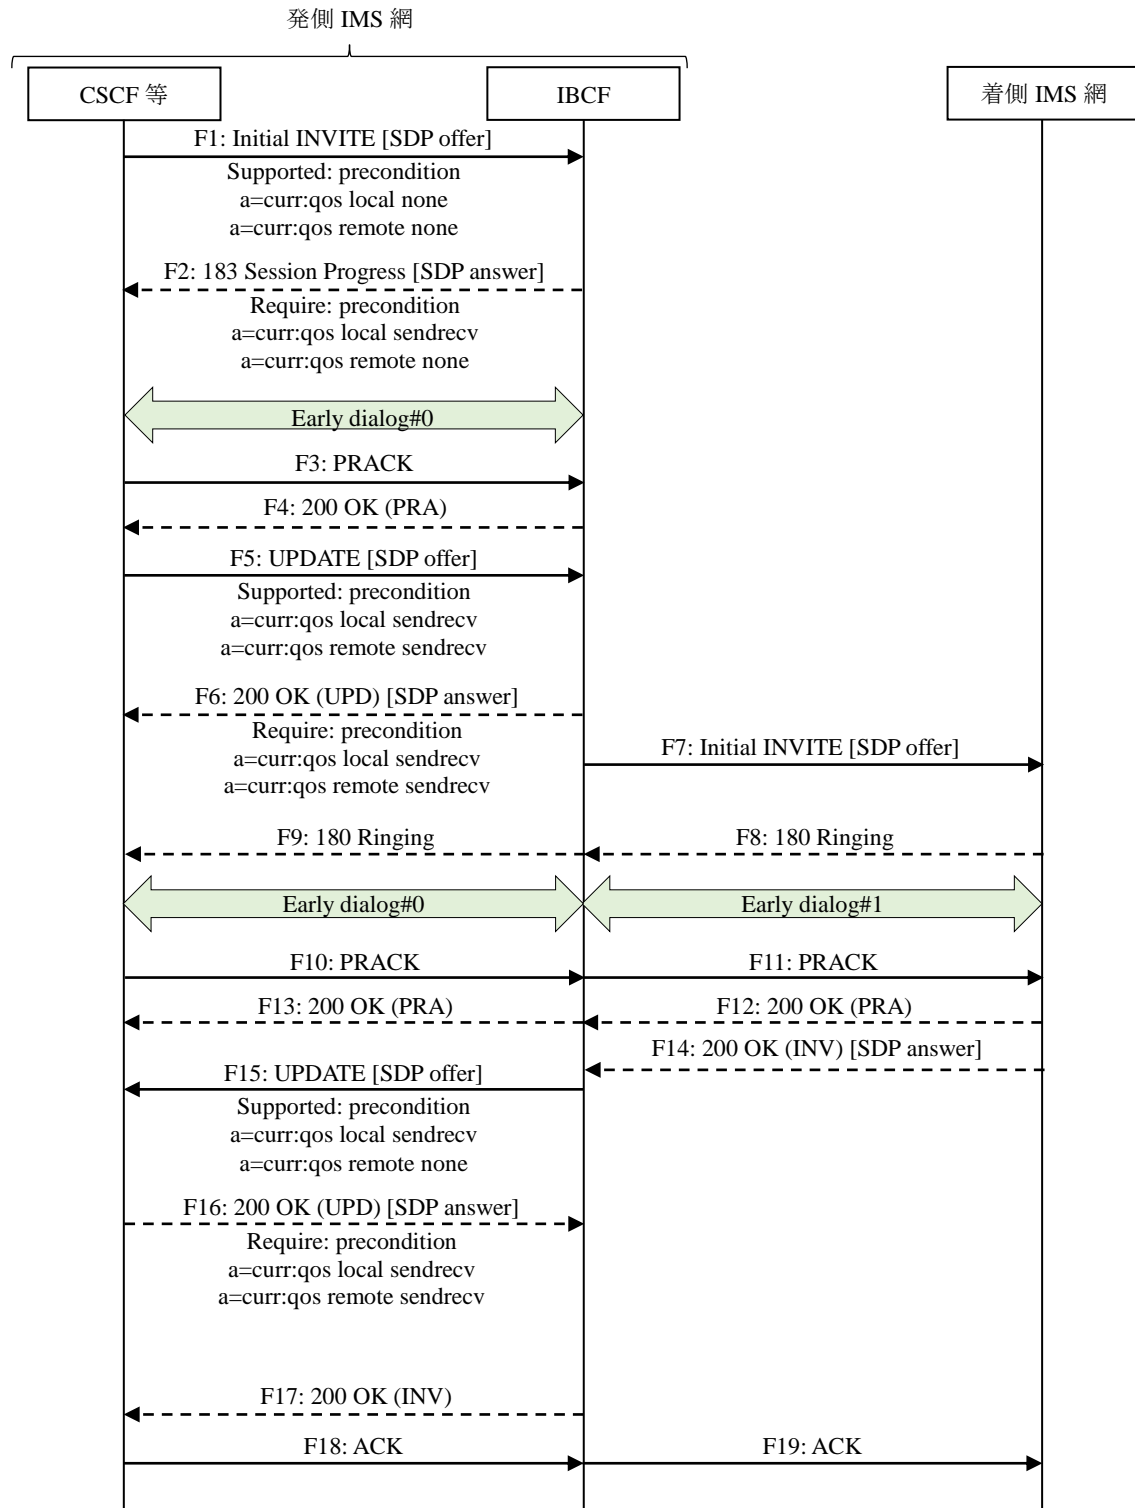 発側 IMS 網
CSCF 等
IBCF
着側 IMS 網
F1: Initial INVITE [SDP offer]
Supported: precondition
a=curr:qos local none
a=curr:qos remote none
F2: 183 Session Progress [SDP answer]
Require: precondition
a=curr:qos local sendrecv
a=curr:qos remote none
Early dialog#0
F3: PRACK
F4: 200 OK (PRA)
F5: UPDATE [SDP offer]
Supported: precondition
a=curr:qos local sendrecv
a=curr:qos remote sendrecv
F6: 200 OK (UPD) [SDP answer]
Require: precondition
a=curr:qos local sendrecv
a=curr:qos remote sendrecv
F7: Initial INVITE [SDP offer]
F9: 180 Ringing
F8: 180 Ringing
Early dialog#0
Early dialog#1
F10: PRACK
F11: PRACK
F13: 200 OK (PRA)
F12: 200 OK (PRA)
F14: 200 OK (INV) [SDP answer]
F15: UPDATE [SDP offer]
Supported: precondition
a=curr:qos local sendrecv
a=curr:qos remote none
F16: 200 OK (UPD) [SDP answer]
Require: precondition
a=curr:qos local sendrecv
a=curr:qos remote sendrecv
F17: 200 OK (INV)
F18: ACK
F19: ACK